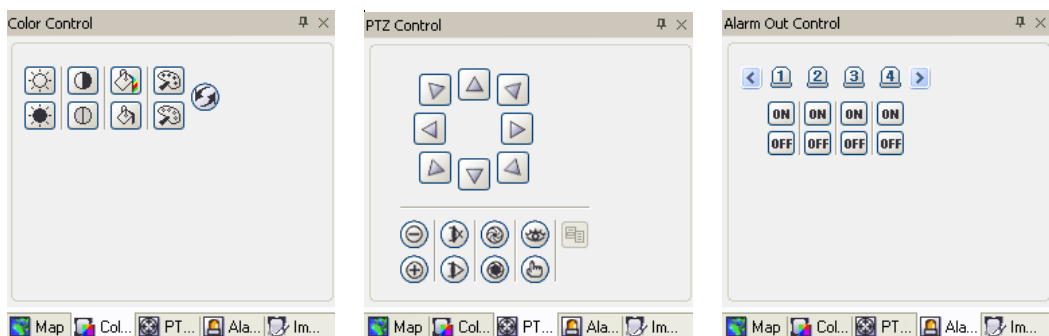 Color Control
Map Col... PT... Ala... Im...
PTZ Control
Map Col... PT... Ala... Im...
Alarm Out Control
1 2 3 4
ON ON ON ON
OFF OFF OFF OFF
Map Col... PT... Ala... Im...